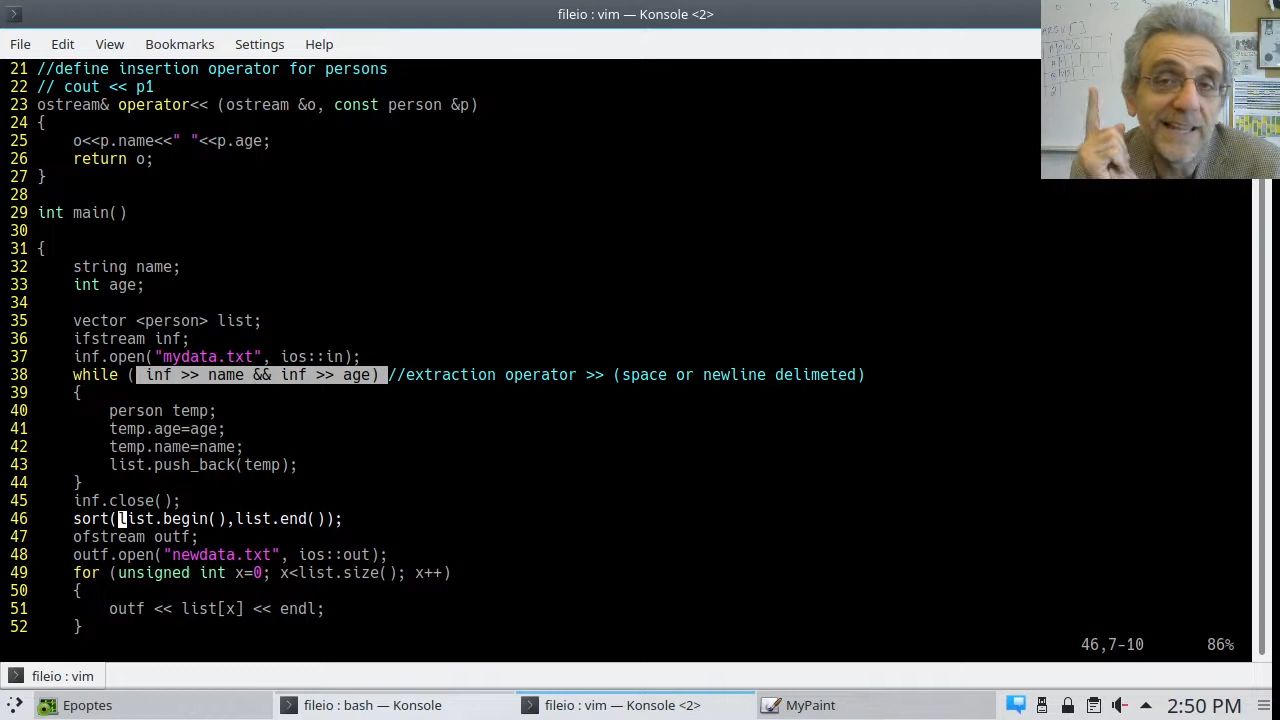 fileio : vim — Konsole <2>
File Edit View Bookmarks Settings Help
21 //define insertion operator for persons
22 // cout << p1
23 ostream& operator<< (ostream &o, const person &p)
24 {
25     o<<p.name<<" "<<p.age;
26     return o;
27 }
28
29 int main()
30
31 {
32     string name;
33     int age;
34
35     vector <person> list;
36     ifstream inf;
37     inf.open("mydata.txt", ios::in);
38     while ( inf >> name && inf >> age) //extraction operator >> (space or newline delimeted)
39     {
40         person temp;
41         temp.age=age;
42         temp.name=name;
43         list.push_back(temp);
44     }
45     inf.close();
46     sort(list.begin(),list.end());
47     ofstream outf;
48     outf.open("newdata.txt", ios::out);
49     for (unsigned int x=0; x<list.size(); x++)
50     {
51         outf << list[x] << endl;
52     }
46,7-10 86%
fileio : vim
Epoptes fileio : bash — Konsole fileio : vim — Konsole <2> MyPaint 2:50 PM